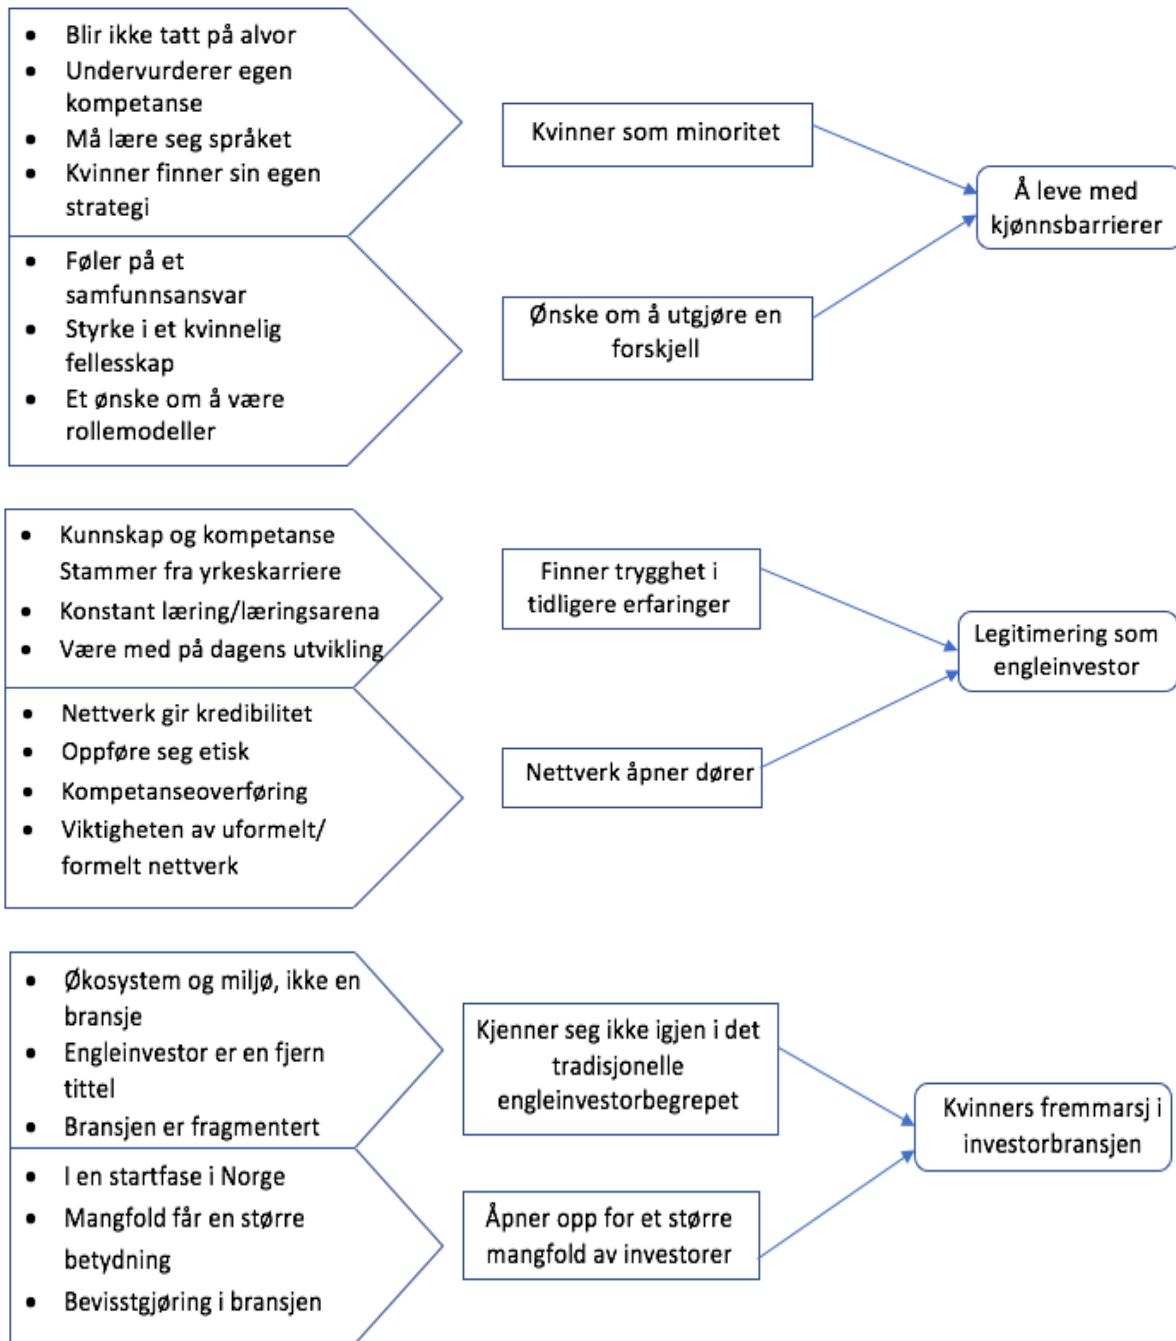 • Blir ikke tatt på alvor
• Undervurderer egen
kompetanse
• Må lære seg språket
• Kvinner finner sin egen
strategi
• Føler på et
samfunnsansvar
• Styrke i et kvinnelig
fellesskap
• Et ønske om å være
rollemodeller
Kvinner som minoritet
Ønske om å utgjøre en
forskjell
Å leve med
kjønnsbarrierer
• Kunnskap og kompetanse
Stammer fra yrkeskarriere
• Konstant læring/læringsarena
• Være med på dagens utvikling
• Nettverk gir kredibilitet
• Oppføre seg etisk
• Kompetanseoverføring
• Viktigheten av uformelt/
formelt nettverk
Finner trygghet i
tidligere erfaringer
Nettverk åpner dører
Legitimering som
engleinvestor
• Økosystem og miljø, ikke en
bransje
• Engleinvestor er en fjern
tittel
• Bransjen er fragmentert
• I en startfase i Norge
• Mangfold får en større
betydning
• Bevisstgjøring i bransjen
Kjenner seg ikke igjen i det
tradisjonelle
engleinvestorbegrepet
Åpner opp for et større
mangfold av investorer
Kvinners fremmarsj i
investorbransjen